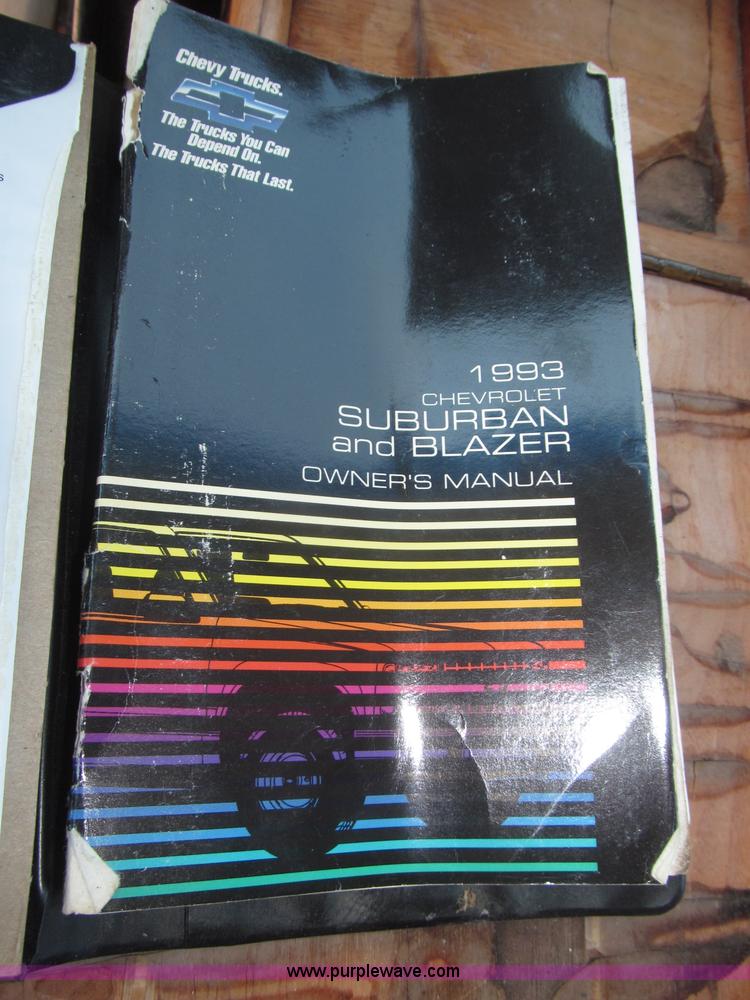 Chevy Trucks.
The Trucks You Can
Depend On.
The Trucks That Last.
s
1993
CHEVROLET
SUBURBAN
and BLAZER
OWNER'S MANUAL
www.purplewave.com